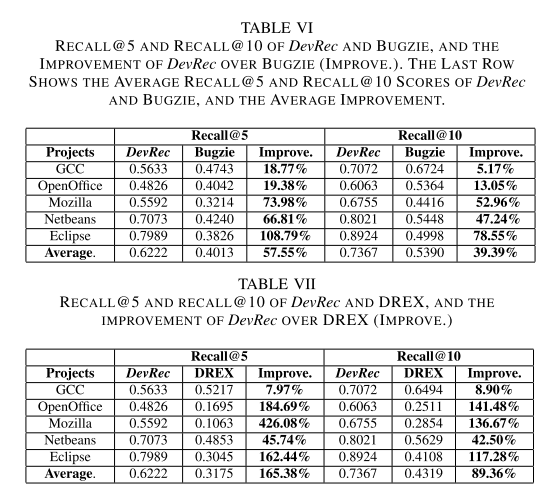 TABLE VI
RECALL@5 AND RECALL@10 OF DevRec AND BUGZIE, AND THE
IMPROVEMENT OF DevRec OVER BUGZIE (IMPROVE.). THE LAST ROW
SHOWS THE AVERAGE RECALL@5 AND RECALL@10 SCORES OF DevRec
AND BUGZIE, AND THE AVERAGE IMPROVEMENT.
Recall@5 Recall@10
Projects DevRec Bugzie Improve. DevRec Bugzie Improve.
GCC 0.5633 0.4743 18.77% 0.7072 0.6724 5.17%
OpenOffice 0.4826 0.4042 19.38% 0.6063 0.5364 13.05%
Mozilla 0.5592 0.3214 73.98% 0.6755 0.4416 52.96%
Netbeans 0.7073 0.4240 66.81% 0.8021 0.5448 47.24%
Eclipse 0.7989 0.3826 108.79% 0.8924 0.4998 78.55%
Average. 0.6222 0.4013 57.55% 0.7367 0.5390 39.39%
TABLE VII
RECALL@5 AND RECALL@10 OF DevRec AND DREX, AND THE
IMPROVEMENT OF DevRec OVER DREX (IMPROVE.)
Recall@5 Recall@10
Projects DevRec DREX Improve. DevRec DREX Improve.
GCC 0.5633 0.5217 7.97% 0.7072 0.6494 8.90%
OpenOffice 0.4826 0.1695 184.69% 0.6063 0.2511 141.48%
Mozilla 0.5592 0.1063 426.08% 0.6755 0.2854 136.67%
Netbeans 0.7073 0.4853 45.74% 0.8021 0.5629 42.50%
Eclipse 0.7989 0.3045 162.44% 0.8924 0.4108 117.28%
Average. 0.6222 0.3175 165.38% 0.7367 0.4319 89.36%